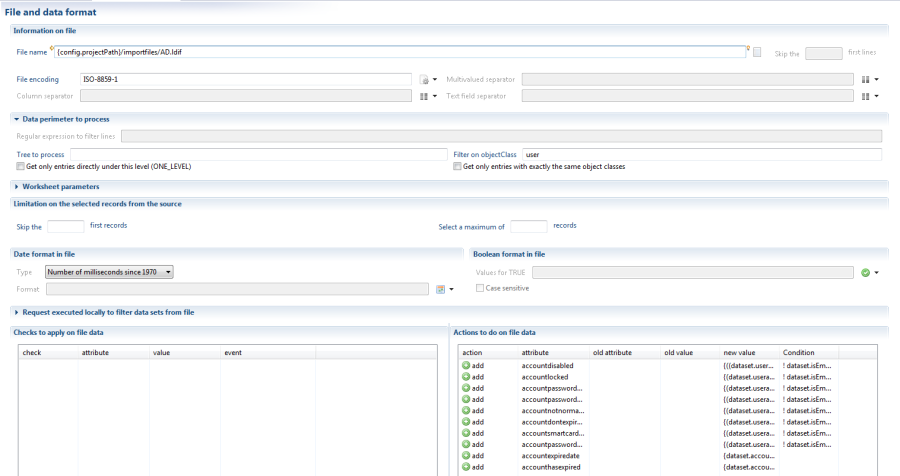 File and data format
Information on file
File name {config.projectPath}/importfiles/AD.ldif Skip the first lines
File encoding ISO-8859-1 Multivalued separator
Column separator Text field separator
Data perimeter to process
Regular expression to filter lines
Tree to process Filter on objectClass user
Get only entries directly under this level (ONE_LEVEL) Get only entries with exactly the same object classes
Worksheet parameters
Limitation on the selected records from the source
Skip the first records Select a maximum of records
Date format in file Boolean format in file
Type Number of milliseconds since 1970 Values for TRUE
Format Case sensitive
Request executed locally to filter data sets from file
Checks to apply on file data Actions to do on file data
check attribute value event action attribute old attribute old value new value Condition
add accountdisabled {((dataset.user... ! dataset.isEm...
add accountlocked {(dataset.usera... ! dataset.isEm...
add accountpassword... {(dataset.usera... ! dataset.isEm...
add accountpassword... {(dataset.usera... ! dataset.isEm...
add accountnotnorma... {(dataset.usera... ! dataset.isEm...
add accountdontexpir... {(dataset.usera... ! dataset.isEm...
add accountsmartcard... {(dataset.usera... ! dataset.isEm...
add accountpassword... {(dataset.usera... ! dataset.isEm...
add accountexpiredate {dataset.accou...
add accounthasexpired {dataset.accou...